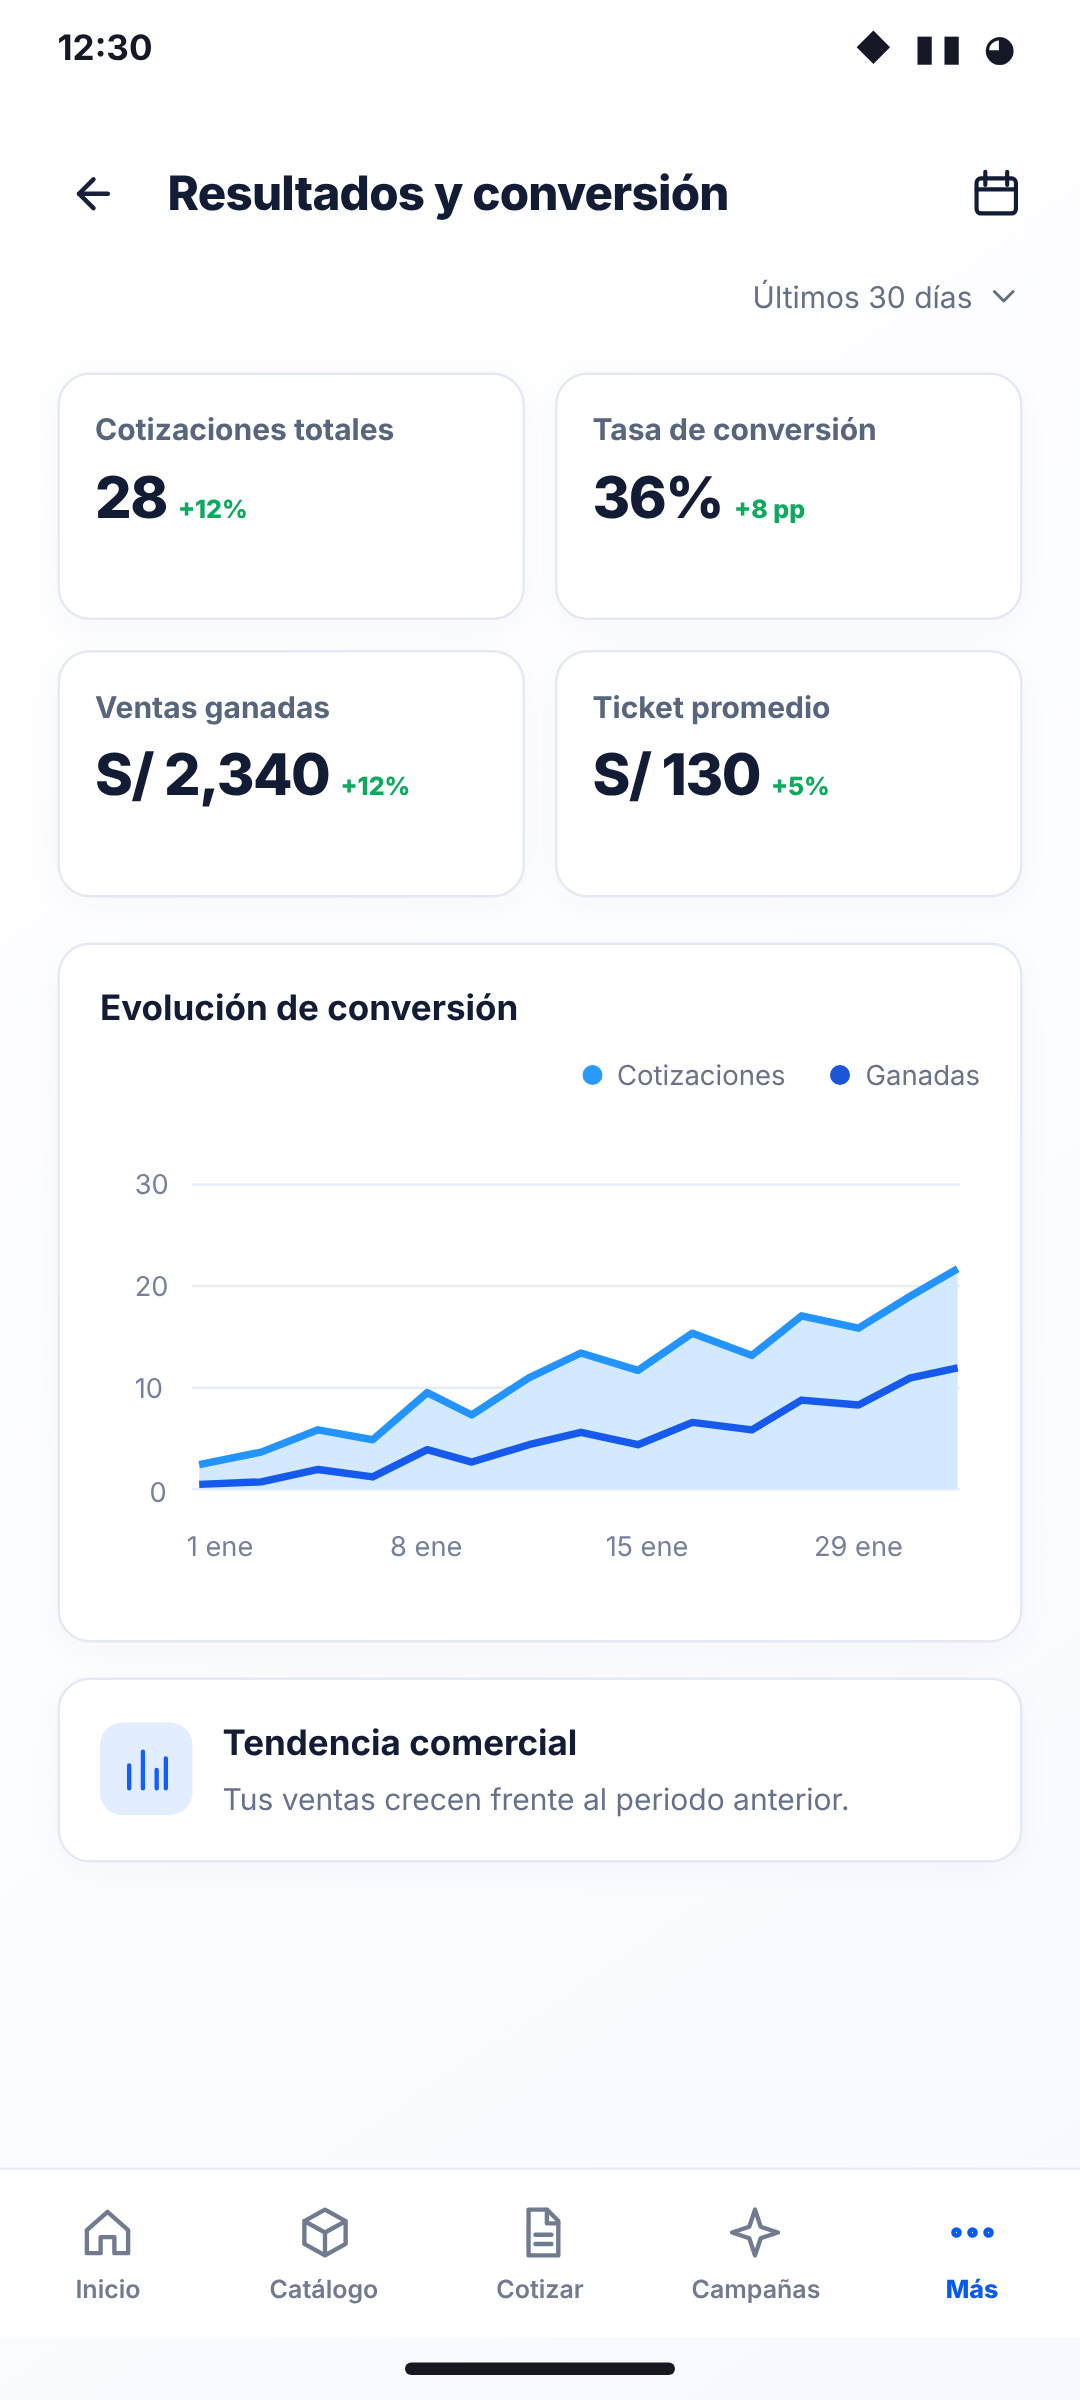 12:30
Resultados y conversión
Últimos 30 días
Cotizaciones totales
28 +12%
Tasa de conversión
36% +8 pp
Ventas ganadas
S/ 2,340 +12%
Ticket promedio
S/ 130 +5%
Evolución de conversión
Cotizaciones
Ganadas
30
20
10
0
1 ene
8 ene
15 ene
29 ene
Tendencia comercial
Tus ventas crecen frente al periodo anterior.
Inicio
Catálogo
Cotizar
Campañas
Más